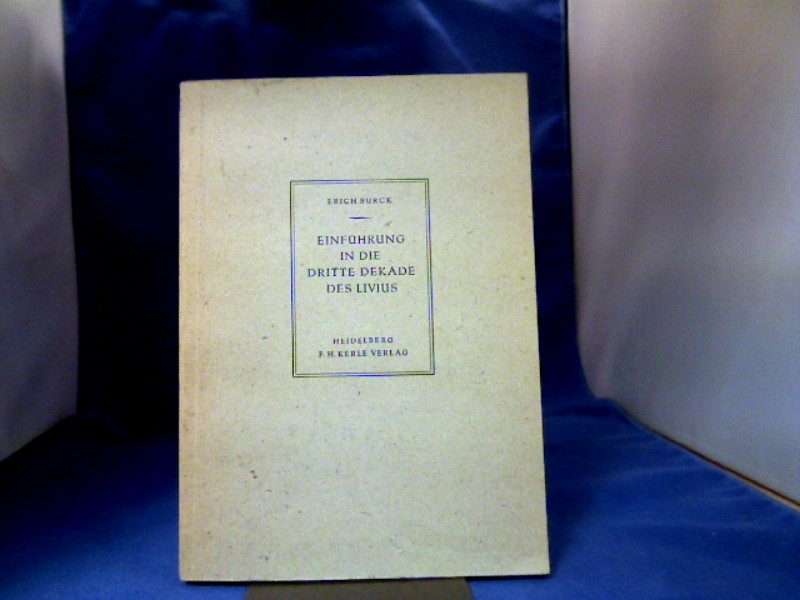 ERICH BURCK
EINFÜHRUNG
IN DIE
DRITTE DEKADE
DES LIVIUS
HEIDELBERG
F. H. KERLE VERLAG